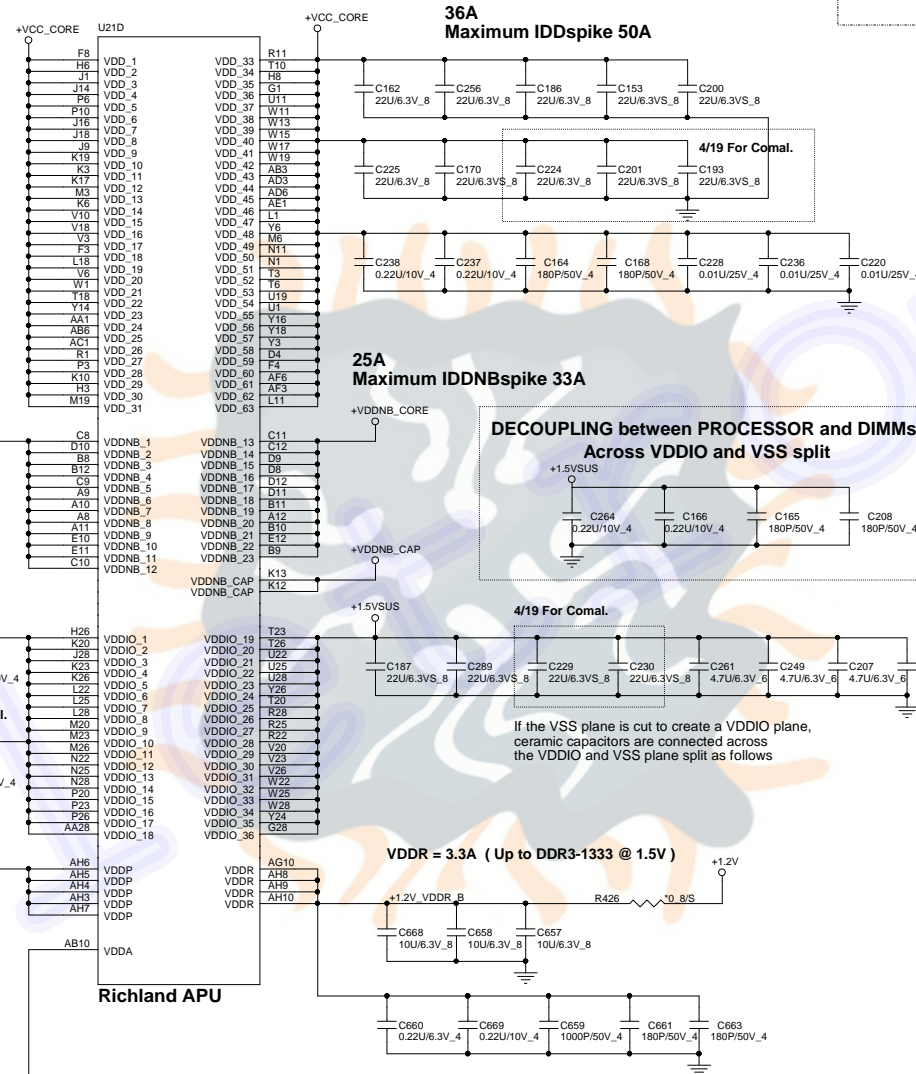 36A
Maximum IDDspike 50A
+VCC_CORE
U21D
+VCC_CORE
F8 VDD_1 VDD_33 R11
H6 VDD_2 VDD_34 T10
J1 VDD_3 VDD_35 H8
J14 VDD_4 VDD_36 G1
P6 VDD_5 VDD_37 U11
P10 VDD_6 VDD_38 W11
J16 VDD_7 VDD_39 W13
J18 VDD_8 VDD_40 W15
J9 VDD_9 VDD_41 W17
K19 VDD_10 VDD_42 W19
K3 VDD_11 VDD_43 AB3
K17 VDD_12 VDD_44 AD3
M3 VDD_13 VDD_45 AD6
K6 VDD_14 VDD_46 AE1
V10 VDD_15 VDD_47 L1
V18 VDD_16 VDD_48 Y6
V3 VDD_17 VDD_49 M6
F3 VDD_18 VDD_50 N11
L18 VDD_19 VDD_51 N1
V6 VDD_20 VDD_52 T3
W1 VDD_21 VDD_53 T6
T18 VDD_22 VDD_54 U19
Y14 VDD_23 VDD_55 U1
AA1 VDD_24 VDD_56 Y16
AB6 VDD_25 VDD_57 Y18
AC1 VDD_26 VDD_58 Y3
R1 VDD_27 VDD_59 D4
P3 VDD_28 VDD_60 F4
K10 VDD_29 VDD_61 AF6
H3 VDD_30 VDD_62 AF3
M19 VDD_31 VDD_63 L11
C162 C256 C186 C153 C200
22U/6.3V_8 22U/6.3V_8 22U/6.3V_8 22U/6.3VS_8 22U/6.3VS_8
4/19 For Comal.
C225 C170 C224 C201 C193
22U/6.3V_8 22U/6.3VS_8 22U/6.3V_8 22U/6.3VS_8 22U/6.3VS_8
C238 C237 C164 C168 C228 C236 C220
0.22U/10V_4 0.22U/10V_4 180P/50V_4 180P/50V_4 0.01U/25V_4 0.01U/25V_4 0.01U/25V_4
25A
Maximum IDDNBspike 33A
+VDDNB_CORE
C8 VDDNB_1 VDDNB_13 C11
D10 VDDNB_2 VDDNB_14 C12
B8 VDDNB_3 VDDNB_15 D9
B12 VDDNB_4 VDDNB_16 D8
C9 VDDNB_5 VDDNB_17 D12
A9 VDDNB_6 VDDNB_18 D11
A10 VDDNB_7 VDDNB_19 B11
A8 VDDNB_8 VDDNB_20 A12
A11 VDDNB_9 VDDNB_21 B10
E10 VDDNB_10 VDDNB_22 E12
E11 VDDNB_11 VDDNB_23 B9
C10 VDDNB_12
VDDNB_CAP K13
VDDNB_CAP K12
+VDDNB_CAP
DECOUPLING between PROCESSOR and DIMMs
Across VDDIO and VSS split
+1.5VSUS
C264 C166 C165 C208
0.22U/10V_4 0.22U/10V_4 180P/50V_4 180P/50V_4
+1.5VSUS
4/19 For Comal.
H26 VDDIO_1 VDDIO_19 T23
K20 VDDIO_2 VDDIO_20 T26
J28 VDDIO_3 VDDIO_21 U22
K23 VDDIO_4 VDDIO_22 U25
K26 VDDIO_5 VDDIO_23 U28
L22 VDDIO_6 VDDIO_24 Y26
L25 VDDIO_7 VDDIO_25 T20
L28 VDDIO_8 VDDIO_26 R28
M20 VDDIO_9 VDDIO_27 R25
M23 VDDIO_10 VDDIO_28 R22
M26 VDDIO_11 VDDIO_29 V20
N22 VDDIO_12 VDDIO_30 V23
N25 VDDIO_13 VDDIO_31 V26
N28 VDDIO_14 VDDIO_32 W22
P20 VDDIO_15 VDDIO_33 W25
P23 VDDIO_16 VDDIO_34 W28
P26 VDDIO_17 VDDIO_35 Y24
AA28 VDDIO_18 VDDIO_36 G28
C187 C289 C229 C230 C261 C249 C207
22U/6.3VS_8 22U/6.3VS_8 22U/6.3VS_8 22U/6.3VS_8 4.7U/6.3V_6 4.7U/6.3V_6 4.7U/6.3V_6
If the VSS plane is cut to create a VDDIO plane,
ceramic capacitors are connected across
the VDDIO and VSS plane split as follows
VDDR = 3.3A ( Up to DDR3-1333 @ 1.5V )
AH6 VDDP VDDR AG10
AH5 VDDP VDDR AH8
AH4 VDDP VDDR AH9
AH3 VDDP VDDR AH10
AH7 VDDP
AB10 VDDA
+1.2V
+1.2V_VDDR_B
R426 *0_8/S
C668 C658 C657
10U/6.3V_8 10U/6.3V_8 10U/6.3V_8
Richland APU
C660 C669 C659 C661 C663
0.22U/6.3V_4 0.22U/10V_4 1000P/50V_4 180P/50V_4 180P/50V_4